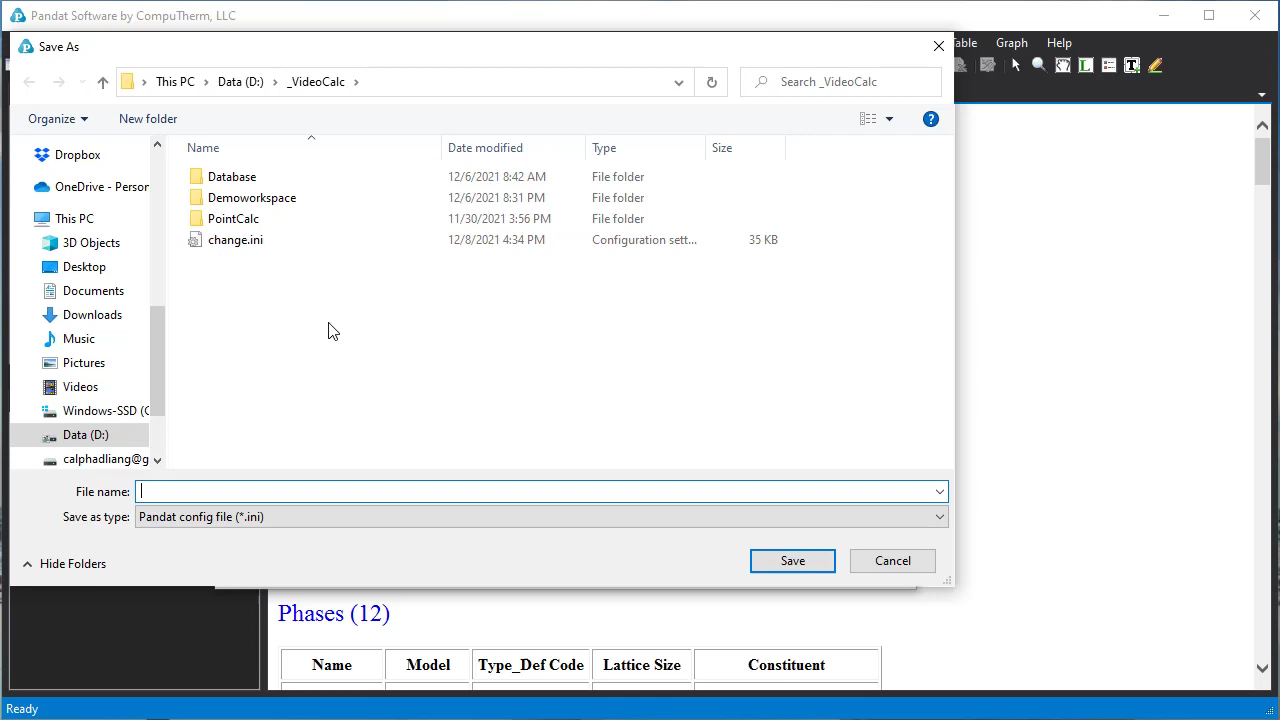 Pandat Software by CompuTherm, LLC
Save As
Table Graph Help
This PC > Data (D:) > _VideoCalc >
Search _VideoCalc
Organize
New folder
Name Date modified Type Size
Dropbox
OneDrive - Person
This PC
3D Objects
Desktop
Documents
Downloads
Music
Pictures
Videos
Windows-SSD (C
Data (D:)
calphadliang@g
Database 12/6/2021 8:42 AM File folder
Demoworkspace 12/6/2021 8:31 PM File folder
PointCalc 11/30/2021 3:56 PM File folder
change.ini 12/8/2021 4:34 PM Configuration sett... 35 KB
File name:
Save as type: Pandat config file (*.ini)
Hide Folders
Save
Cancel
Phases (12)
Name Model Type_Def Code Lattice Size Constituent
Ready